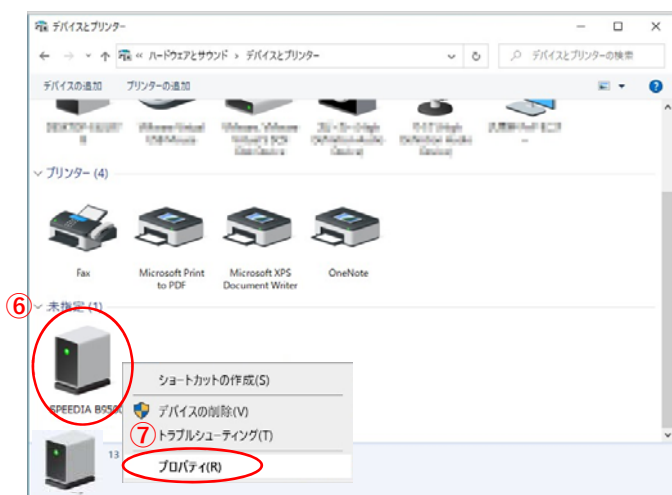 デバイスとプリンター
« ハードウェアとサウンド › デバイスとプリンター
デバイスとプリンターの検索
デバイスの追加 プリンターの追加
プリンター (4)
Fax
Microsoft Print
to PDF
Microsoft XPS
Document Writer
OneNote
⑥
未指定 (1)
SPEEDIA
ショートカットの作成(S)
デバイスの削除(V)
⑦
トラブルシューティング(T)
プロパティ(R)
13